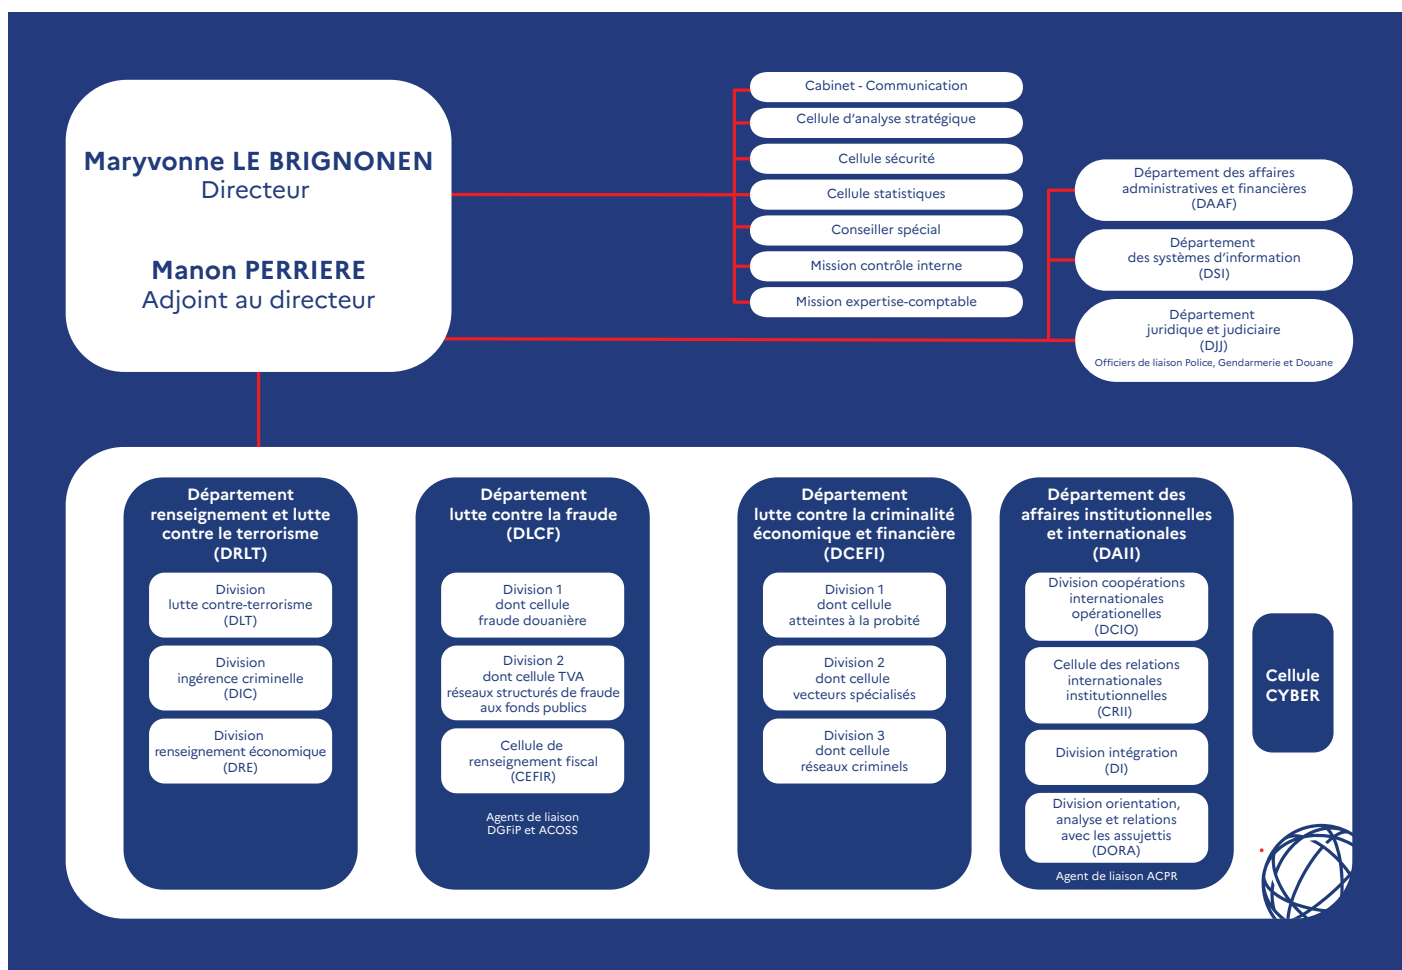 Maryvonne LE BRIGNONEN
Directeur
Manon PERRIERE
Adjoint au directeur
Cabinet - Communication
Cellule d'analyse stratégique
Cellule sécurité
Cellule statistiques
Conseiller spécial
Mission contrôle interne
Mission expertise-comptable
Département des affaires
administratives et financières
(DAAF)
Département
des systèmes d'information
(DSI)
Département
juridique et judiciaire
(DJJ)
Officiers de liaison Police, Gendarmerie et Douane
Département
renseignement et lutte
contre le terrorisme
(DRLT)
Division
lutte contre-terrorisme
(DLT)
Division
ingérence criminelle
(DIC)
Division
renseignement économique
(DRE)
Département
lutte contre la fraude
(DLCF)
Division 1
dont cellule
fraude douanière
Division 2
dont cellule TVA
réseaux structurés de fraude
aux fonds publics
Cellule de
renseignement fiscal
(CEFIR)
Agents de liaison
DGFiP et ACOSS
Département
lutte contre la criminalité
économique et financière
(DCEFI)
Division 1
dont cellule
atteintes à la probité
Division 2
dont cellule
vecteurs spécialisés
Division 3
dont cellule
réseaux criminels
Département des
affaires institutionnelles
et internationales
(DAII)
Division coopérations
internationales
opérationelles
(DCIO)
Cellule des relations
internationales
institutionnelles
(CRII)
Division intégration
(DI)
Division orientation,
analyse et relations
avec les assujettis
(DORA)
Agent de liaison ACPR
Cellule
CYBER